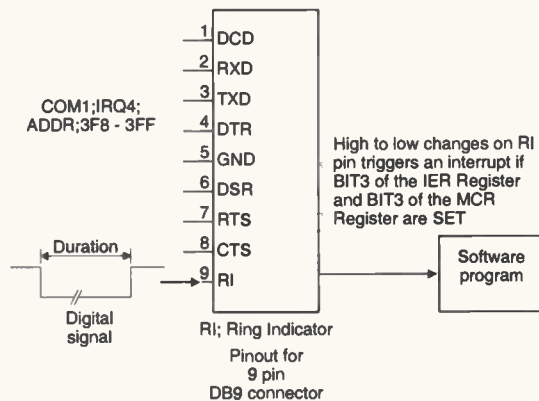 1 DCD
2 RXD
3 TXD
4 DTR
5 GND
6 DSR
7 RTS
8 CTS
9 RI
COM1;IRQ4;
ADDR;3F8 - 3FF
Duration
Digital
signal
High to low changes on RI
pin triggers an interrupt if
BIT3 of the IER Register
and BIT3 of the MCR
Register are SET
Software
program
RI; Ring Indicator
Pinout for
9 pin
DB9 connector